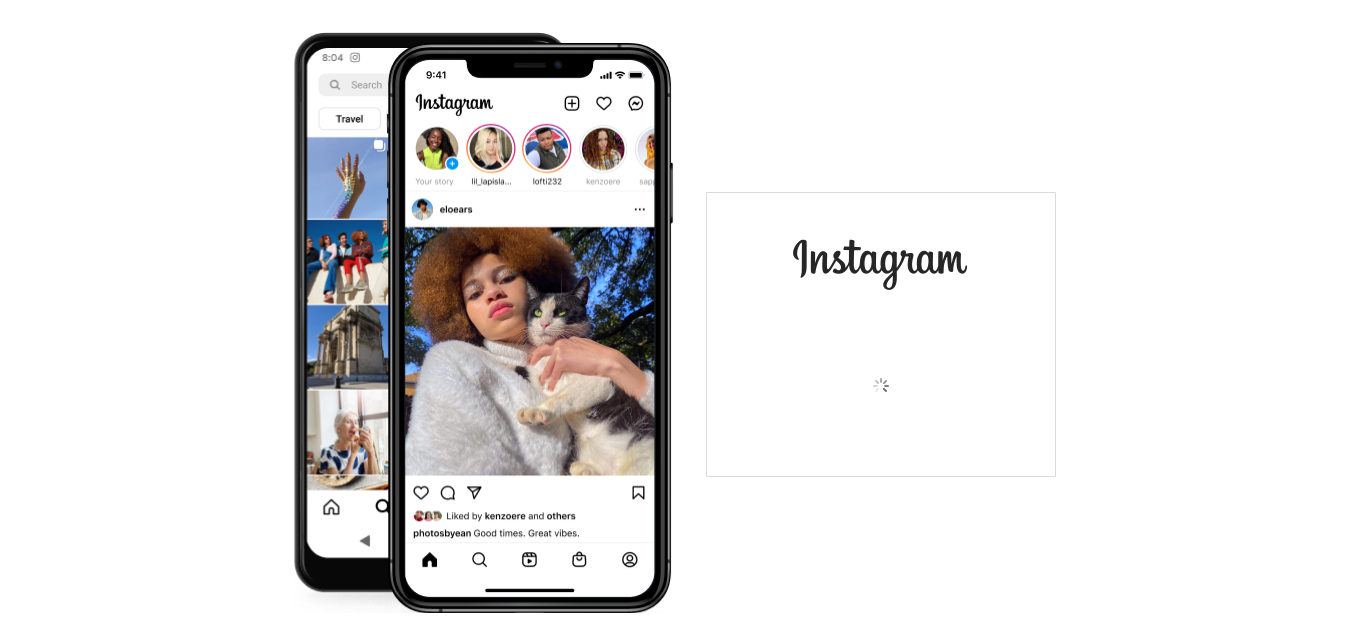 8:04
Search
Travel
9:41
Instagram
Your story
lil_lapisla...
lofti232
kenzoere
sapp
eloears
Liked by kenzoere and others
photosbyean Good times. Great vibes.
Instagram